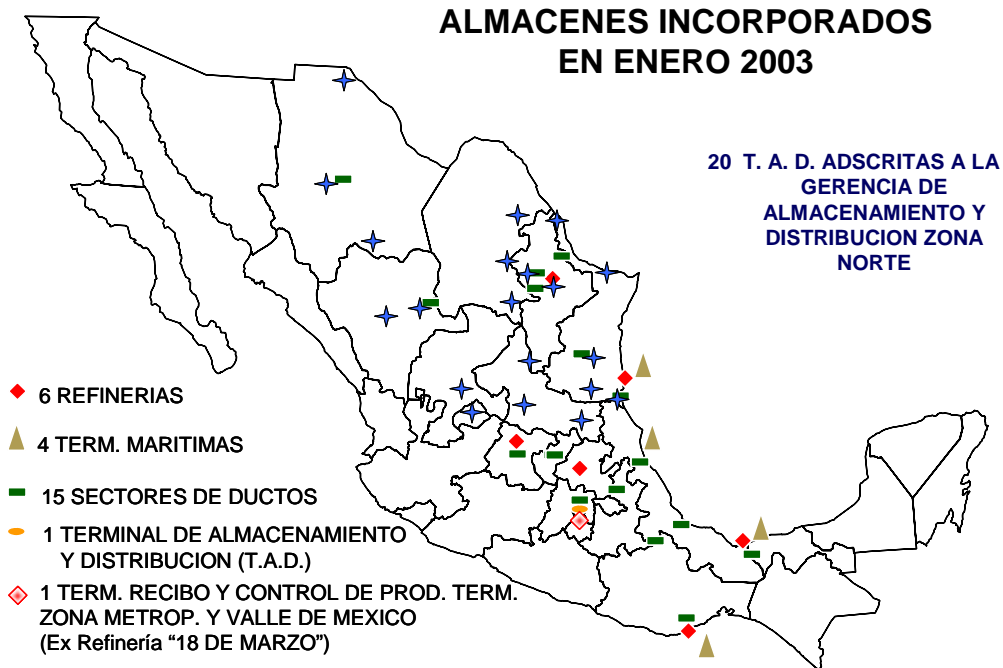 ALMACENES INCORPORADOS
EN ENERO 2003
20 T. A. D. ADSCRITAS A LA
GERENCIA DE
ALMACENAMIENTO Y
DISTRIBUCION ZONA
NORTE
6 REFINERIAS
4 TERM. MARITIMAS
15 SECTORES DE DUCTOS
1 TERMINAL DE ALMACENAMIENTO
Y DISTRIBUCION (T.A.D.)
1 TERM. RECIBO Y CONTROL DE PROD. TERM.
ZONA METROP. Y VALLE DE MEXICO
(Ex Refinería “18 DE MARZO”)